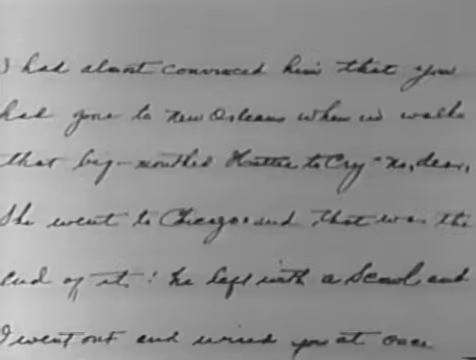 I had almost convinced him that you
had gone to New Orleans when in walks
that big-mouthed Hattie to Cry "No, dear,
She went to Chicago and that was the
end of it! he left with a Scowl and
I went out and wired you at once